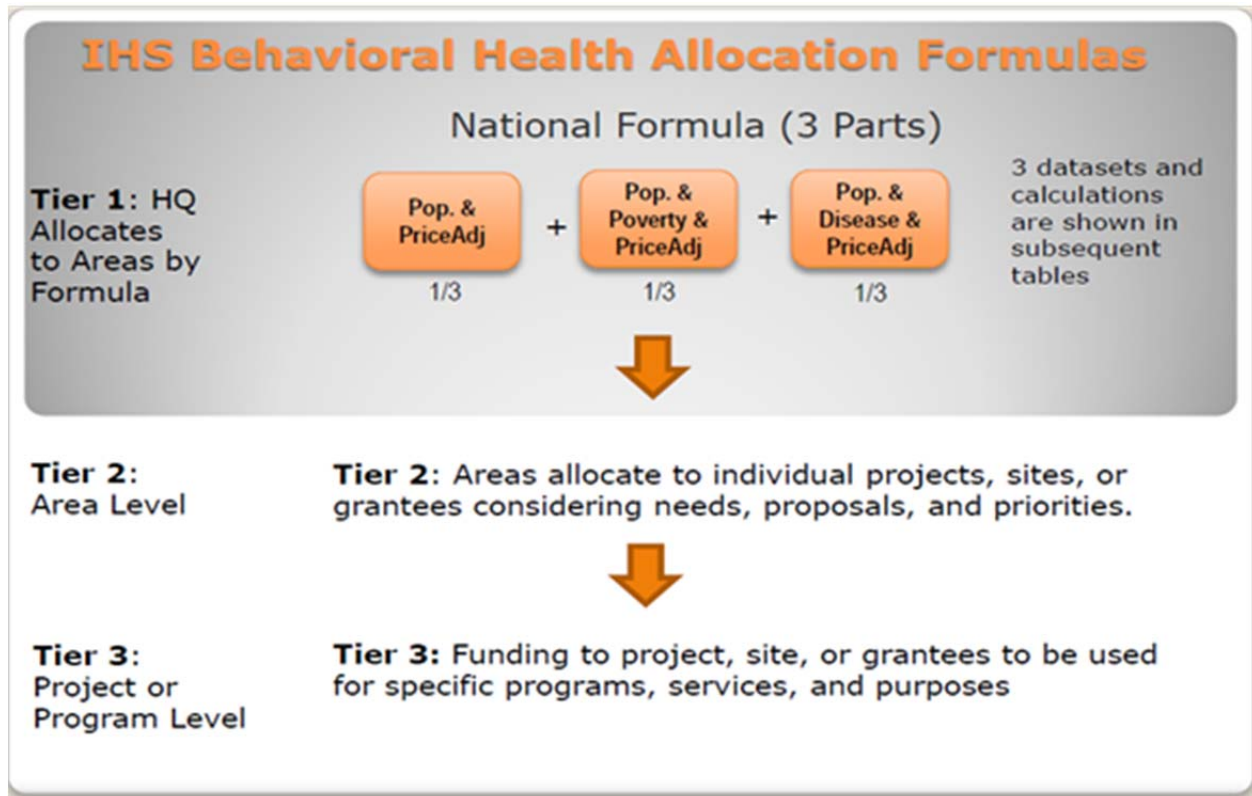 IHS Behavioral Health Allocation Formulas
National Formula (3 Parts)
Tier 1: HQ
Allocates
to Areas by
Formula
Pop. &
PriceAdj
1/3
+
Pop. &
Poverty &
PriceAdj
1/3
+
Pop. &
Disease &
PriceAdj
1/3
3 datasets and
calculations
are shown in
subsequent
tables
Tier 2:
Area Level
Tier 2: Areas allocate to individual projects, sites, or
grantees considering needs, proposals, and priorities.
Tier 3:
Project or
Program Level
Tier 3: Funding to project, site, or grantees to be used
for specific programs, services, and purposes